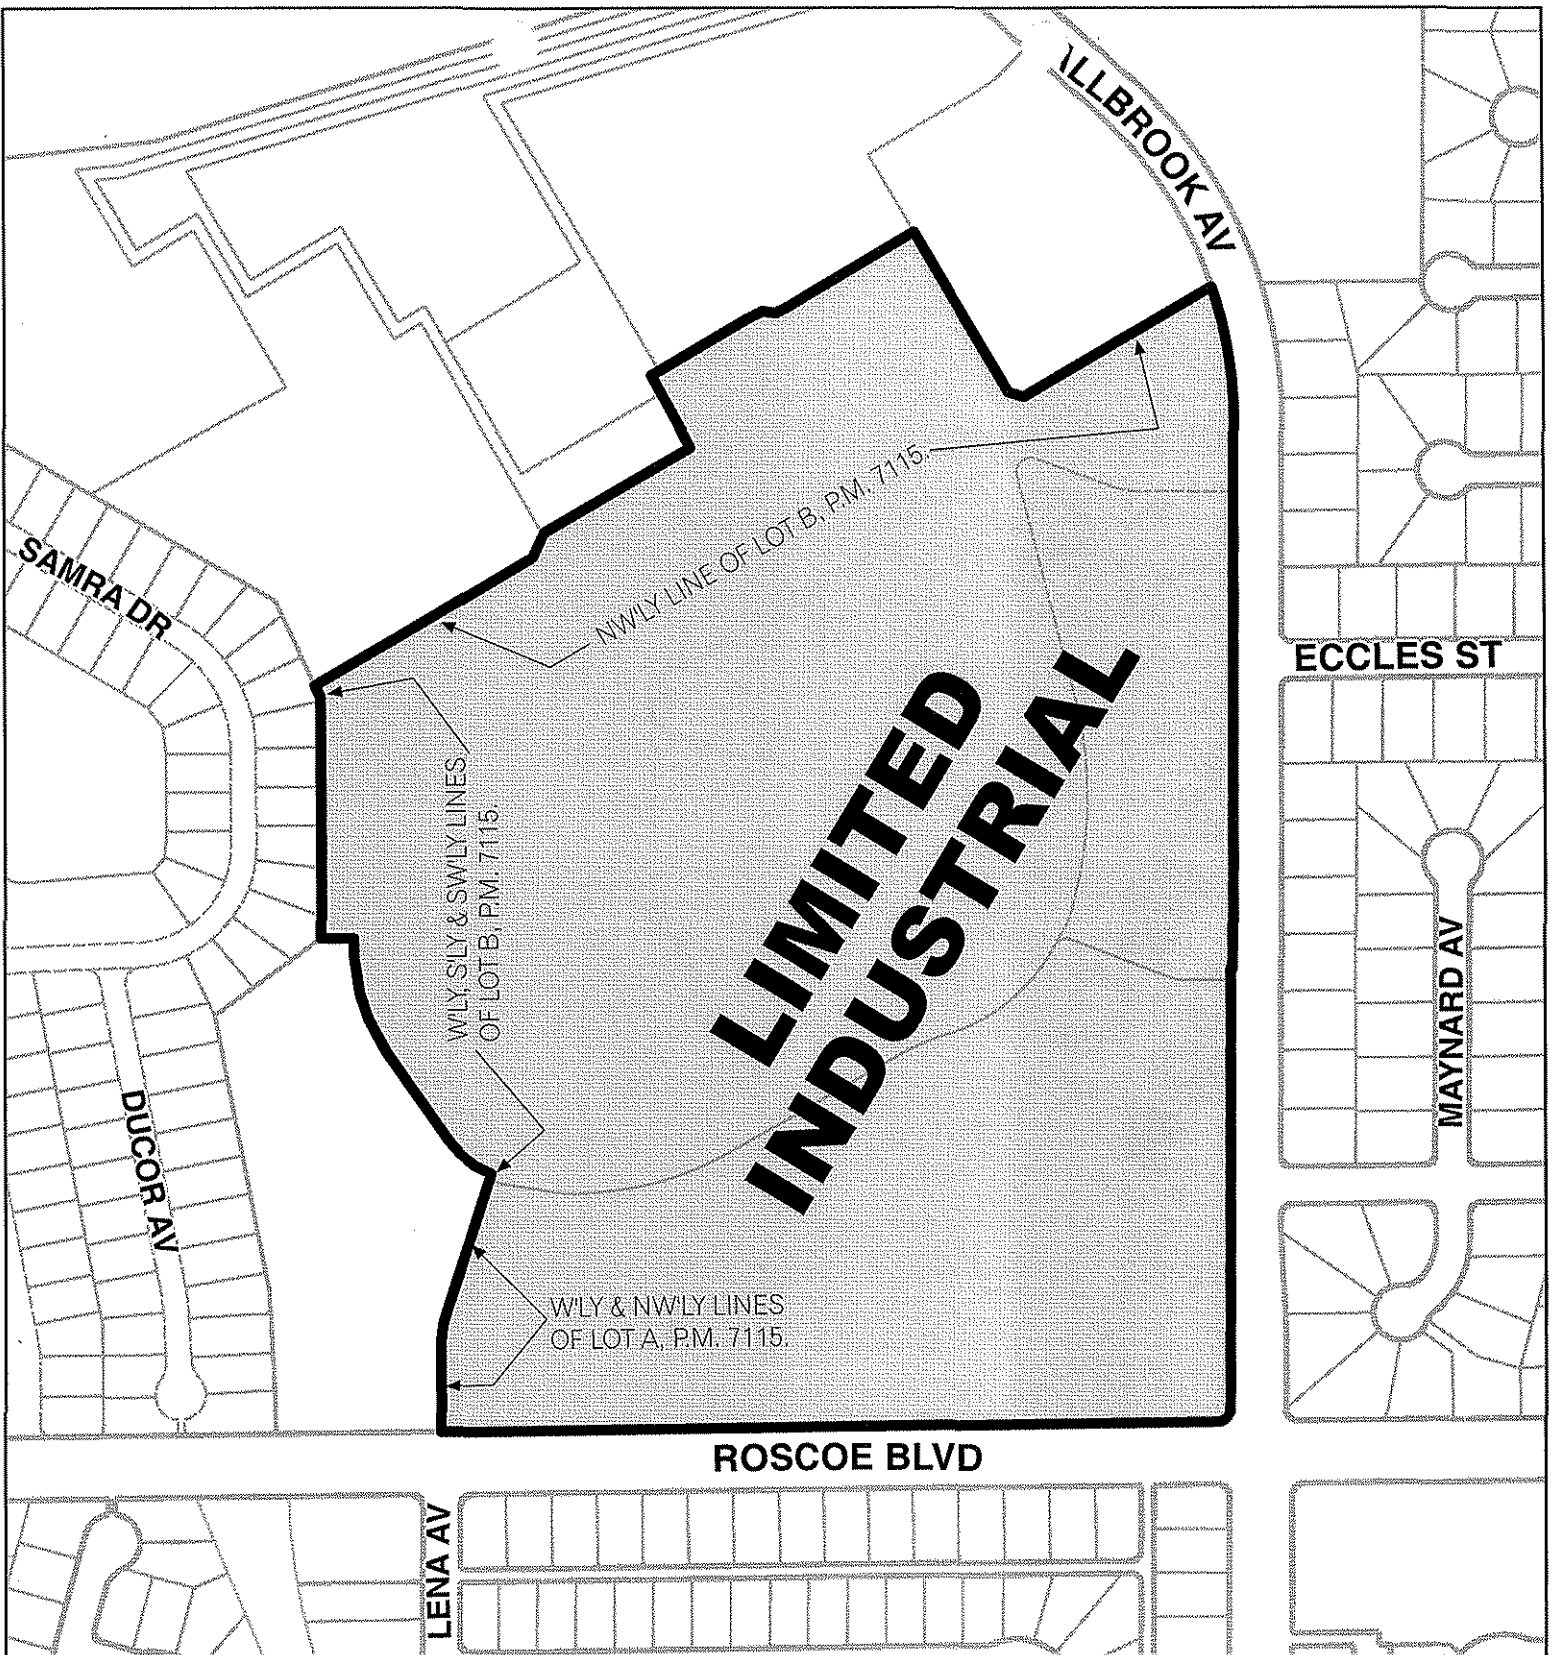 ALLBROOK AV
NW'LY LINE OF LOT B, P.M. 7115.
SAMRA DR
ECCLES ST
LIMITED
INDUSTRIAL
W'LY, S'LY & SW'LY LINES
OF LOT B, P.M. 7115.
MAYNARD AV
DUCOR AV
W'LY & NW'LY LINES
OF LOT A, P.M. 7115.
ROSCOE BLVD
LENA AV